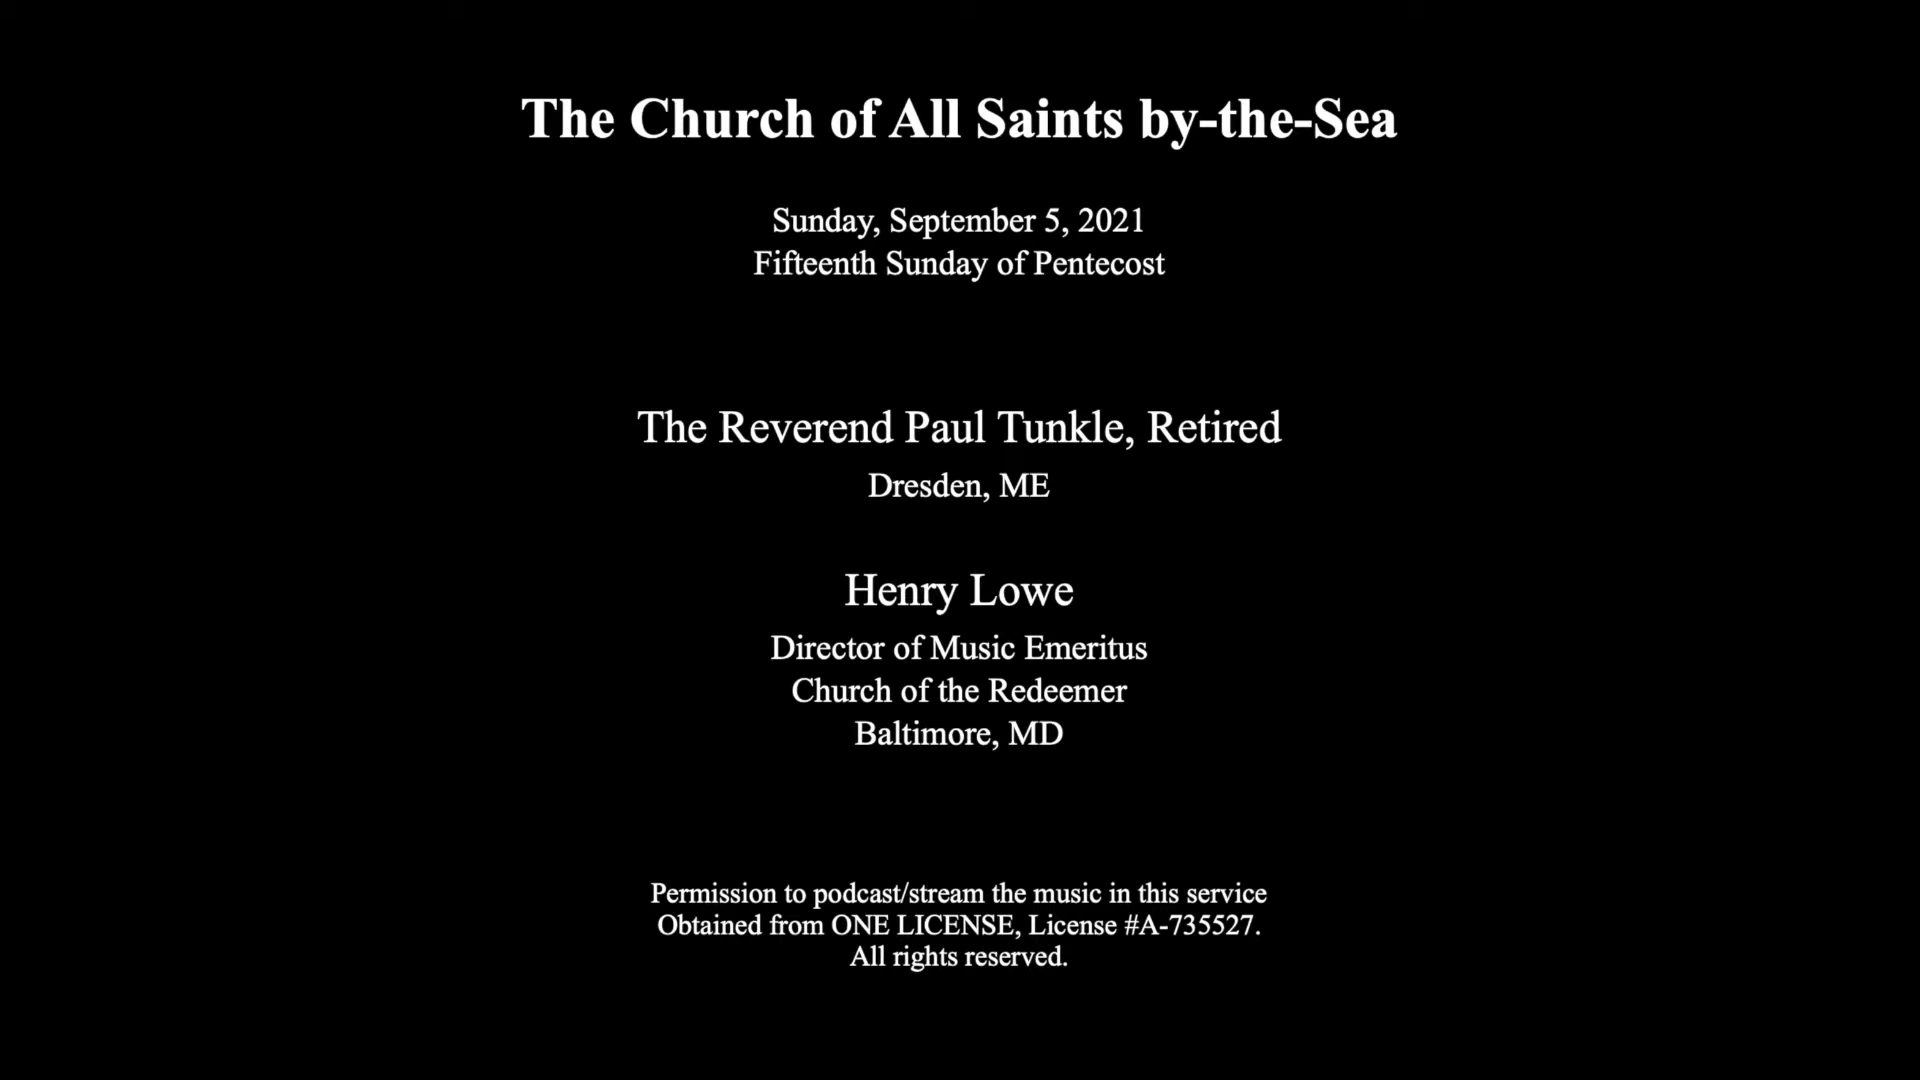 The Church of All Saints by-the-Sea
Sunday, September 5, 2021
Fifteenth Sunday of Pentecost
The Reverend Paul Tunkle, Retired
Dresden, ME
Henry Lowe
Director of Music Emeritus
Church of the Redeemer
Baltimore, MD
Permission to podcast/stream the music in this service
Obtained from ONE LICENSE, License #A-735527.
All rights reserved.